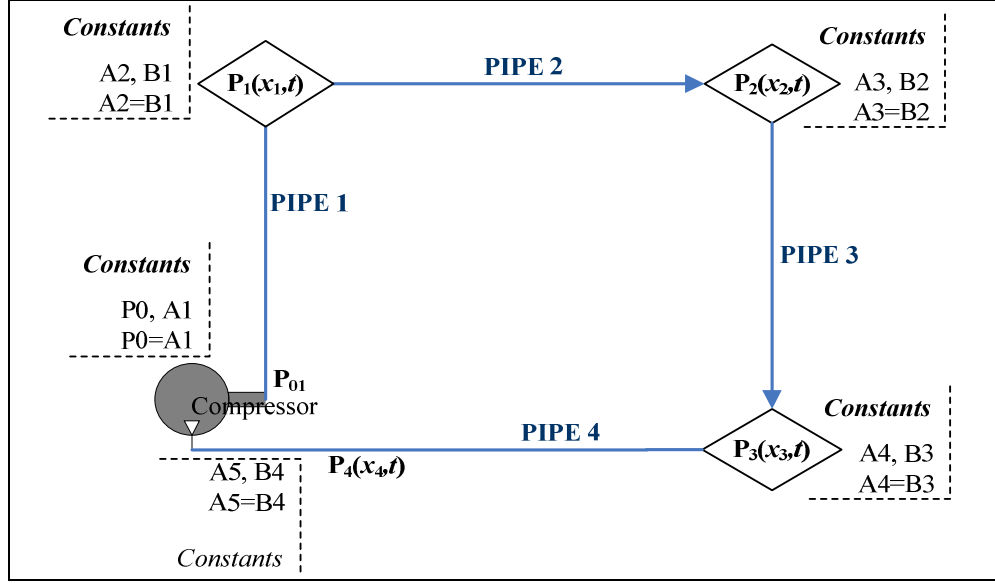 Constants
A2, B1
A2=B1
P1(x1,t)
PIPE 2
P2(x2,t)
Constants
A3, B2
A3=B2
PIPE 1
PIPE 3
Constants
P0, A1
P0=A1
P01
Compressor
PIPE 4
P3(x3,t)
Constants
A4, B3
A4=B3
P4(x4,t)
A5, B4
A5=B4
Constants